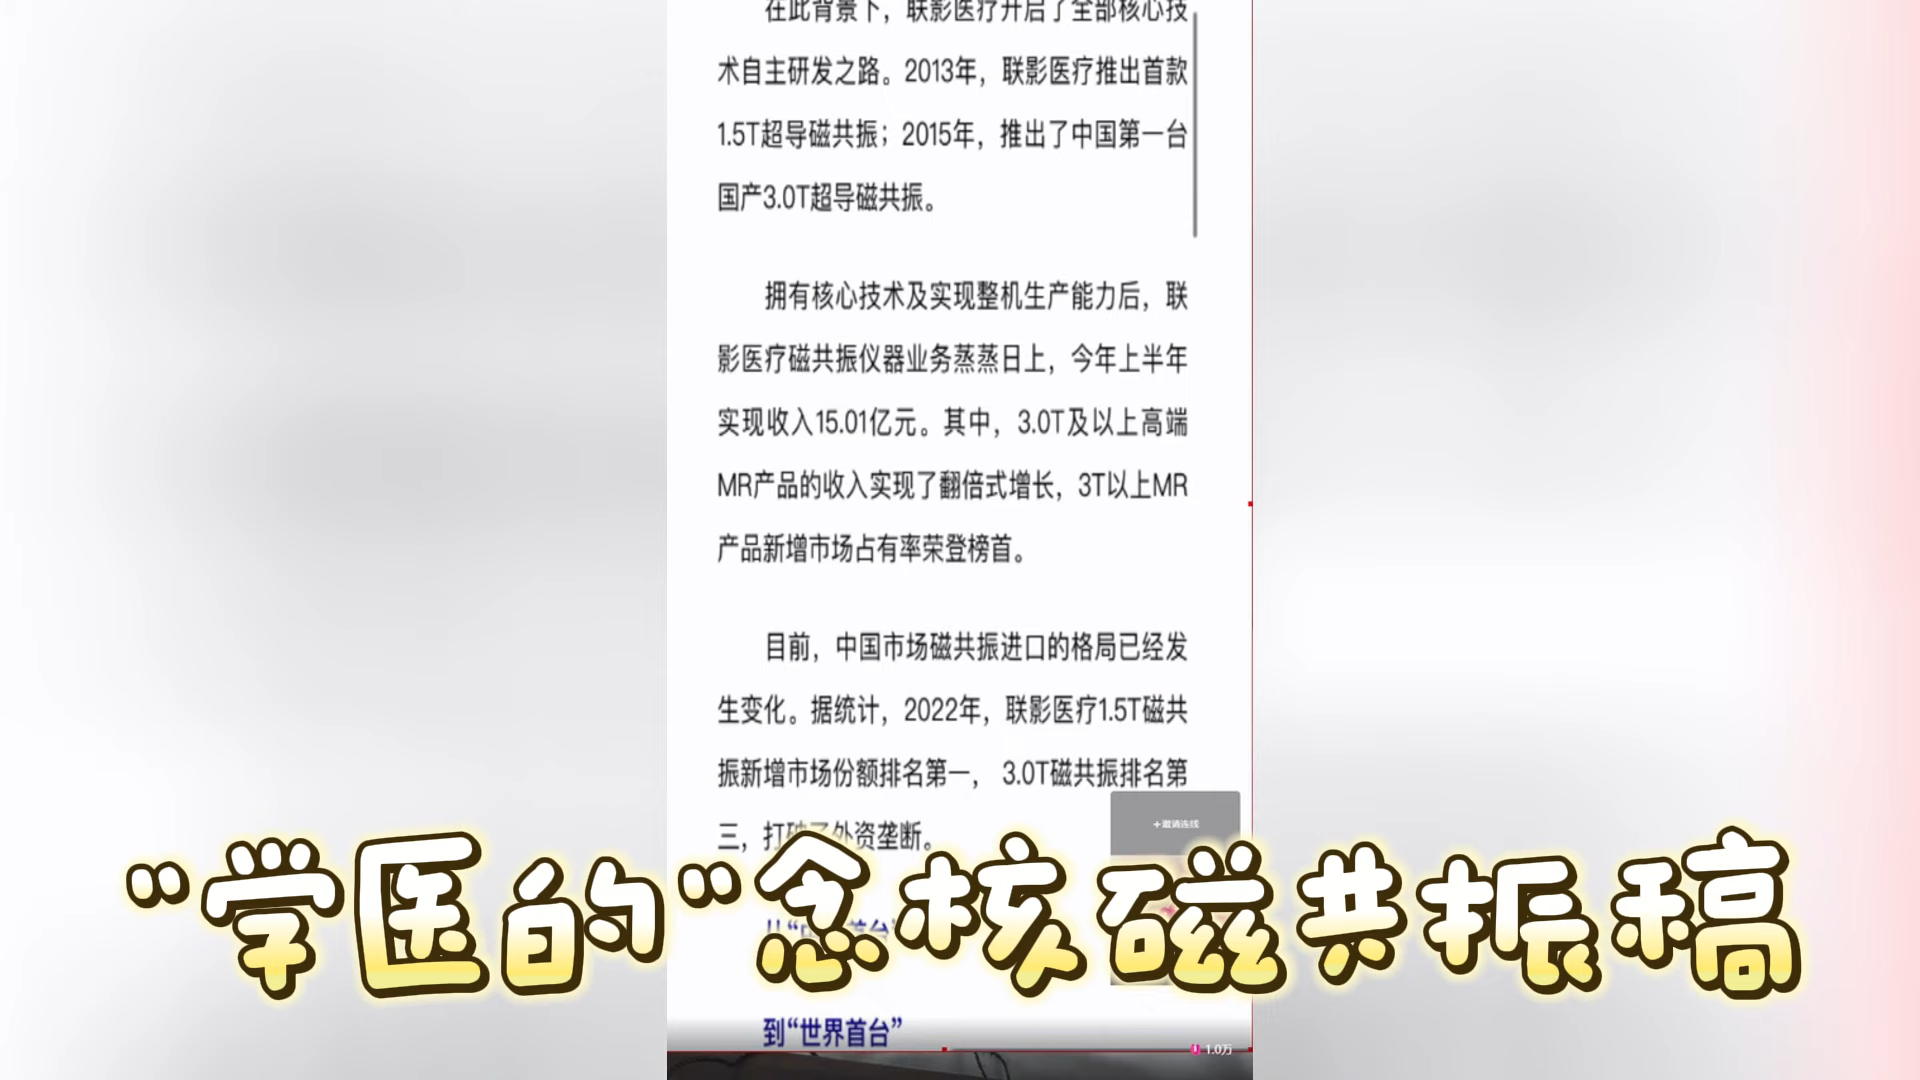 在此背景下，联影医疗开启了全部核心技
术自主研发之路。2013年，联影医疗推出首款
1.5T超导磁共振；2015年，推出了中国第一台
国产3.0T超导磁共振。
拥有核心技术及实现整机生产能力后，联
影医疗磁共振仪器业务蒸蒸日上，今年上半年
实现收入15.01亿元。其中，3.0T及以上高端
MR产品的收入实现了翻倍式增长，3T以上MR
产品新增市场占有率荣登榜首。
目前，中国市场磁共振进口的格局已经发
生变化。据统计，2022年，联影医疗1.5T磁共
振新增市场份额排名第一， 3.0T磁共振排名第
三，打破了外资垄断。
+邀请连线
"学医的"念核磁共振稿
首台
到“世界首台”
1.0万